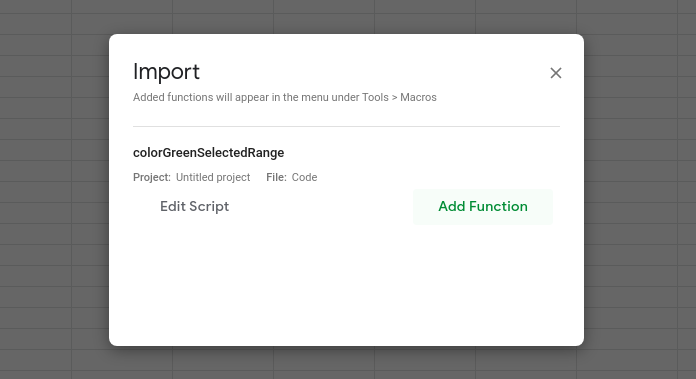 Import
Added functions will appear in the menu under Tools > Macros
colorGreenSelectedRange
Project: Untitled project File: Code
Edit Script Add Function